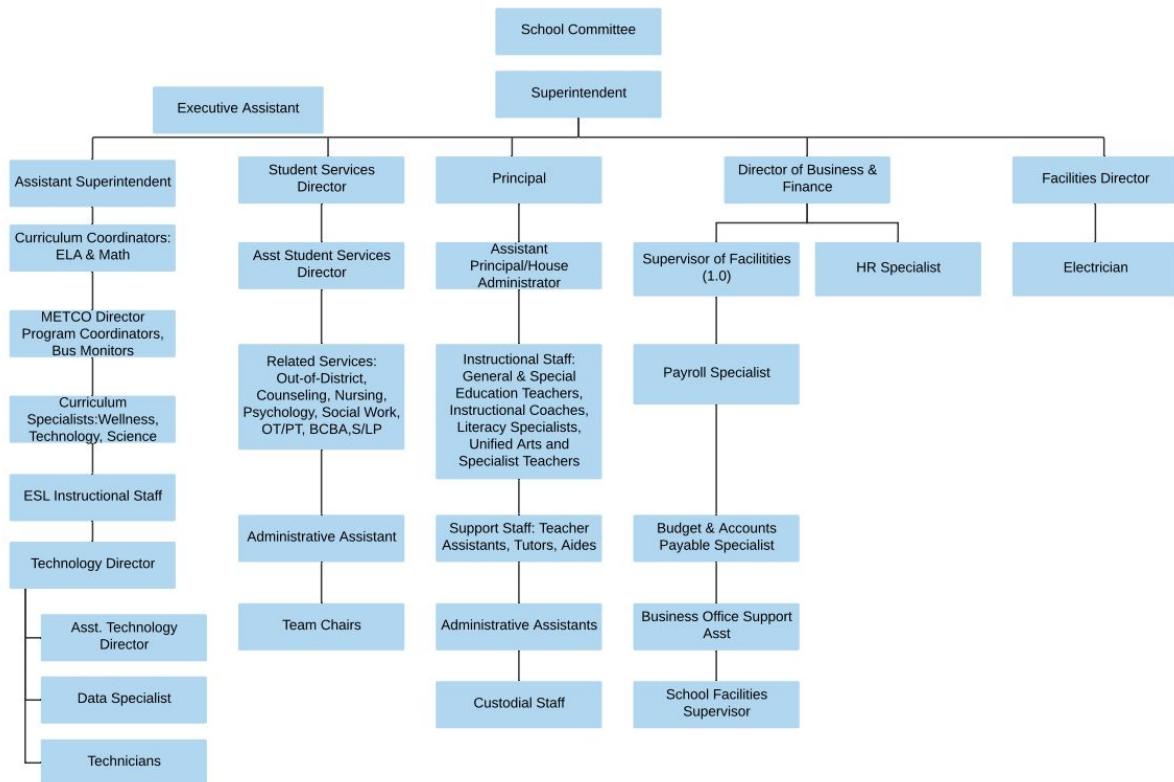 School Committee
Superintendent
Executive Assistant
Assistant Superintendent
Student Services
Director
Principal
Director of Business &
Finance
Facilities Director
Curriculum Coordinators:
ELA & Math
Asst Student Services
Director
Assistant
Principal/House
Administrator
Supervisor of Facilitities
(1.0)
HR Specialist
Electrician
METCO Director
Program Coordinators,
Bus Monitors
Related Services:
Out-of-District,
Counseling, Nursing,
Psychology, Social Work,
OT/PT, BCBA,S/LP
Instructional Staff:
General & Special
Education Teachers,
Instructional Coaches,
Literacy Specialists,
Unified Arts and
Specialist Teachers
Payroll Specialist
Curriculum
Specialists:Wellness,
Technology, Science
ESL Instructional Staff
Administrative Assistant
Support Staff: Teacher
Assistants, Tutors, Aides
Budget & Accounts
Payable Specialist
Technology Director
Team Chairs
Administrative Assistants
Business Office Support
Asst
Asst. Technology
Director
Data Specialist
Custodial Staff
School Facilities
Supervisor
Technicians